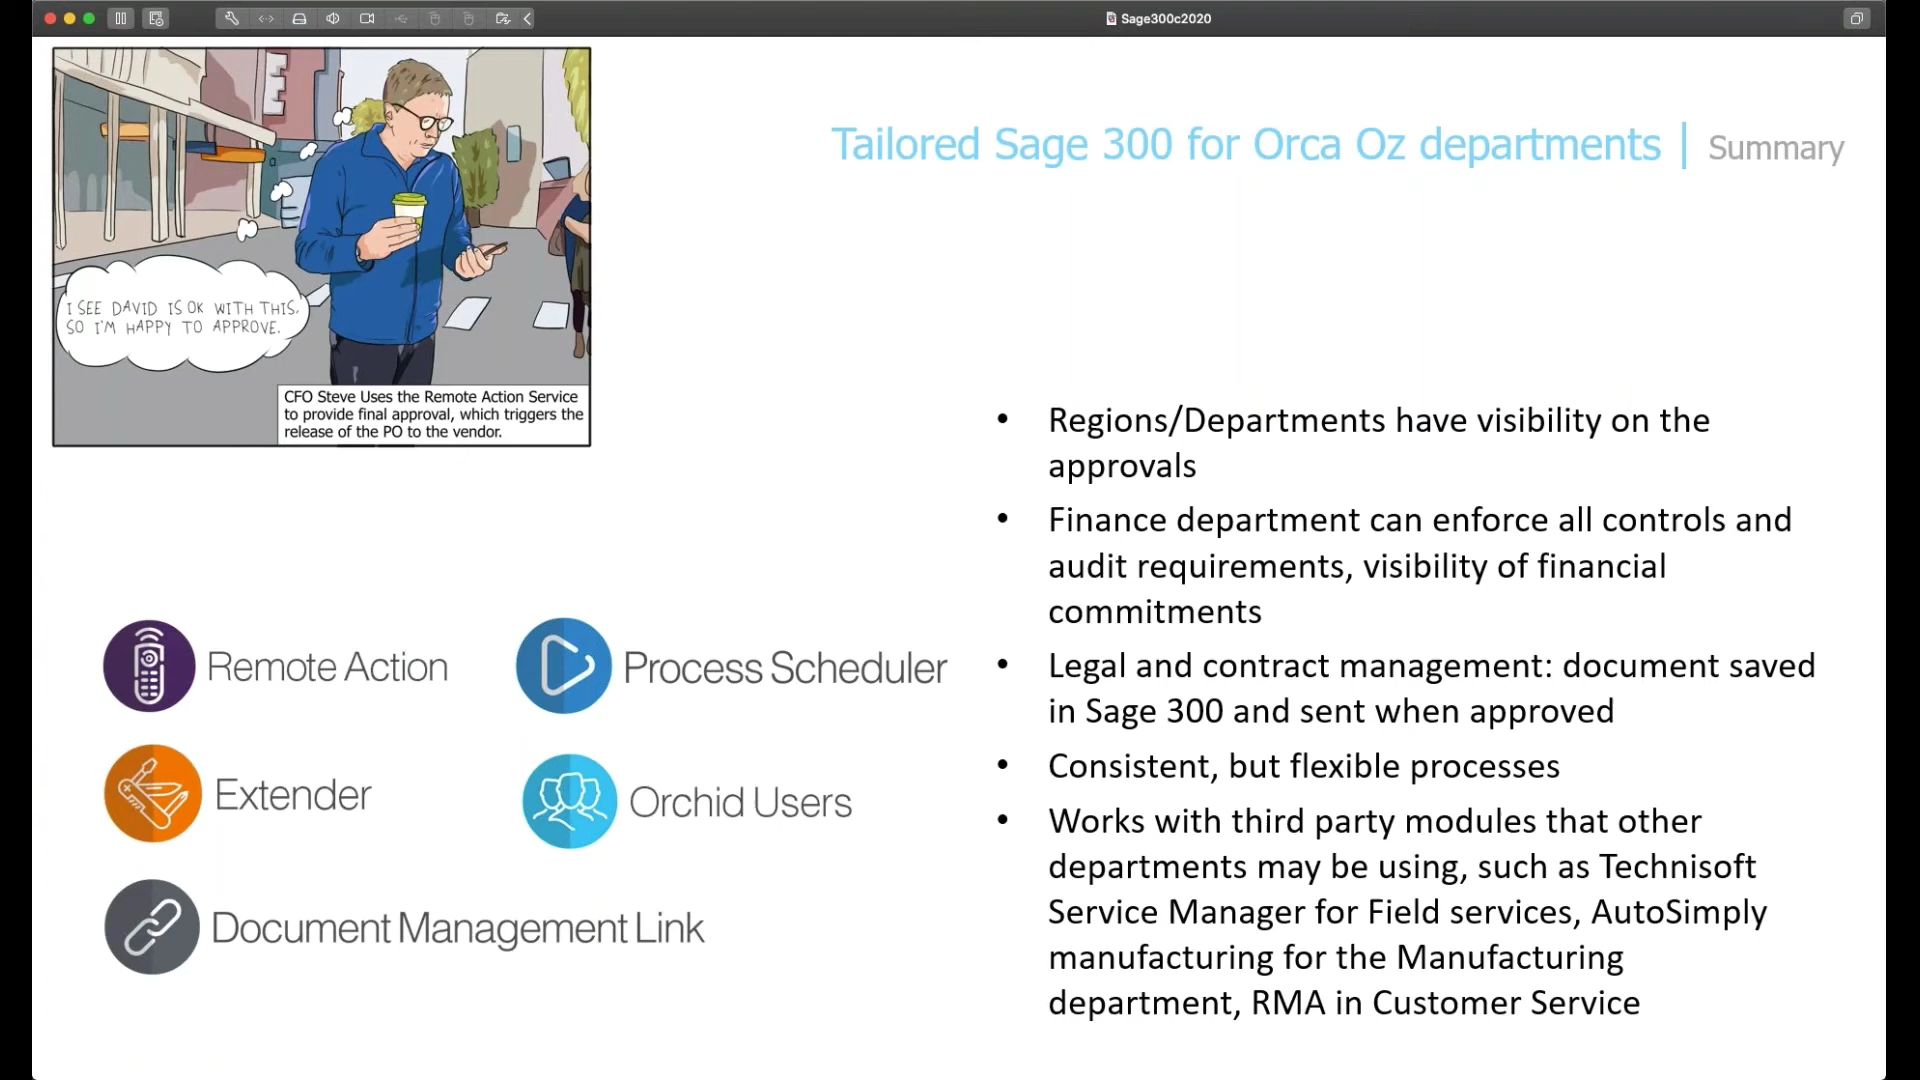 Sage300c2020
Tailored Sage 300 for Orca Oz departments | Summary
I SEE DAVID IS OK WITH THIS,
SO I'M HAPPY TO APPROVE.
CFO Steve Uses the Remote Action Service
to provide final approval, which triggers the
release of the PO to the vendor.
Remote Action
Process Scheduler
Extender
Orchid Users
Document Management Link
• Regions/Departments have visibility on the
approvals
• Finance department can enforce all controls and
audit requirements, visibility of financial
commitments
• Legal and contract management: document saved
in Sage 300 and sent when approved
• Consistent, but flexible processes
• Works with third party modules that other
departments may be using, such as Technisoft
Service Manager for Field services, AutoSimply
manufacturing for the Manufacturing
department, RMA in Customer Service